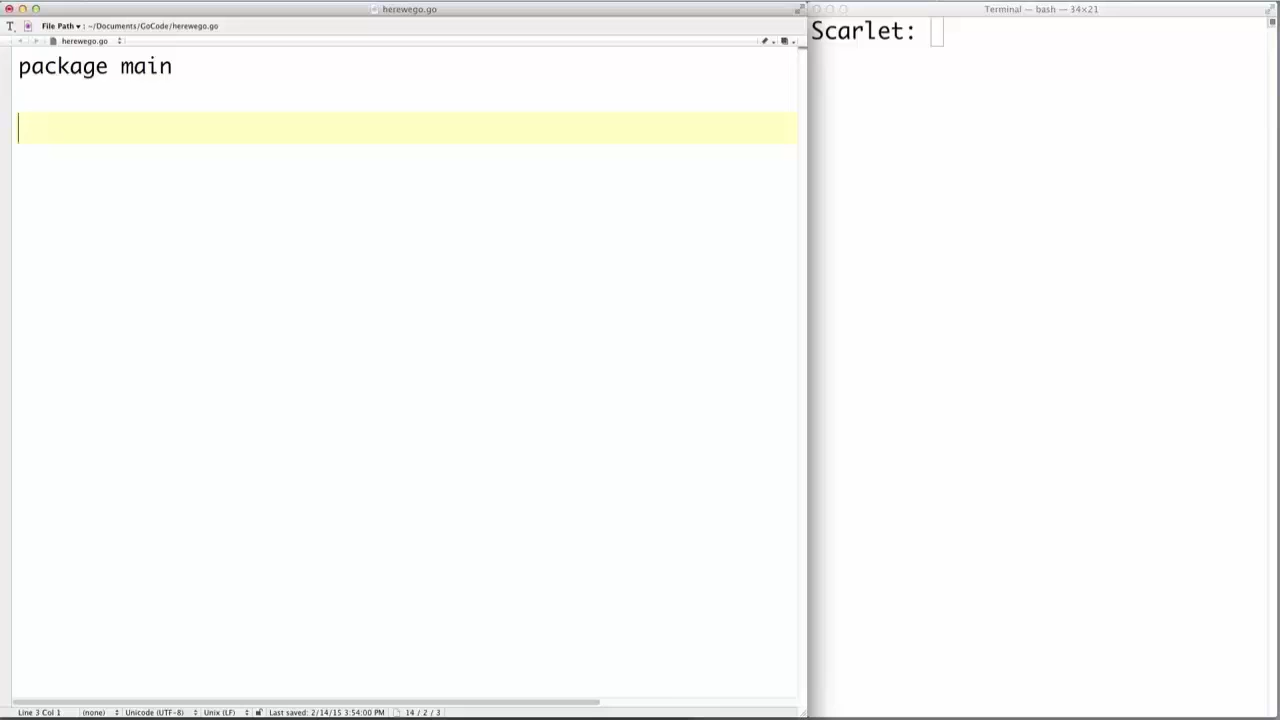 herewego.go
File Path ▾ : ~/Documents/GoCode/herewego.go
herewego.go
package main
Line 3 Col 1 (none) Unicode (UTF-8) Unix (LF) Last saved: 2/14/15 3:54:00 PM 14 / 2 / 3
Terminal — bash — 34×21
Scarlet: